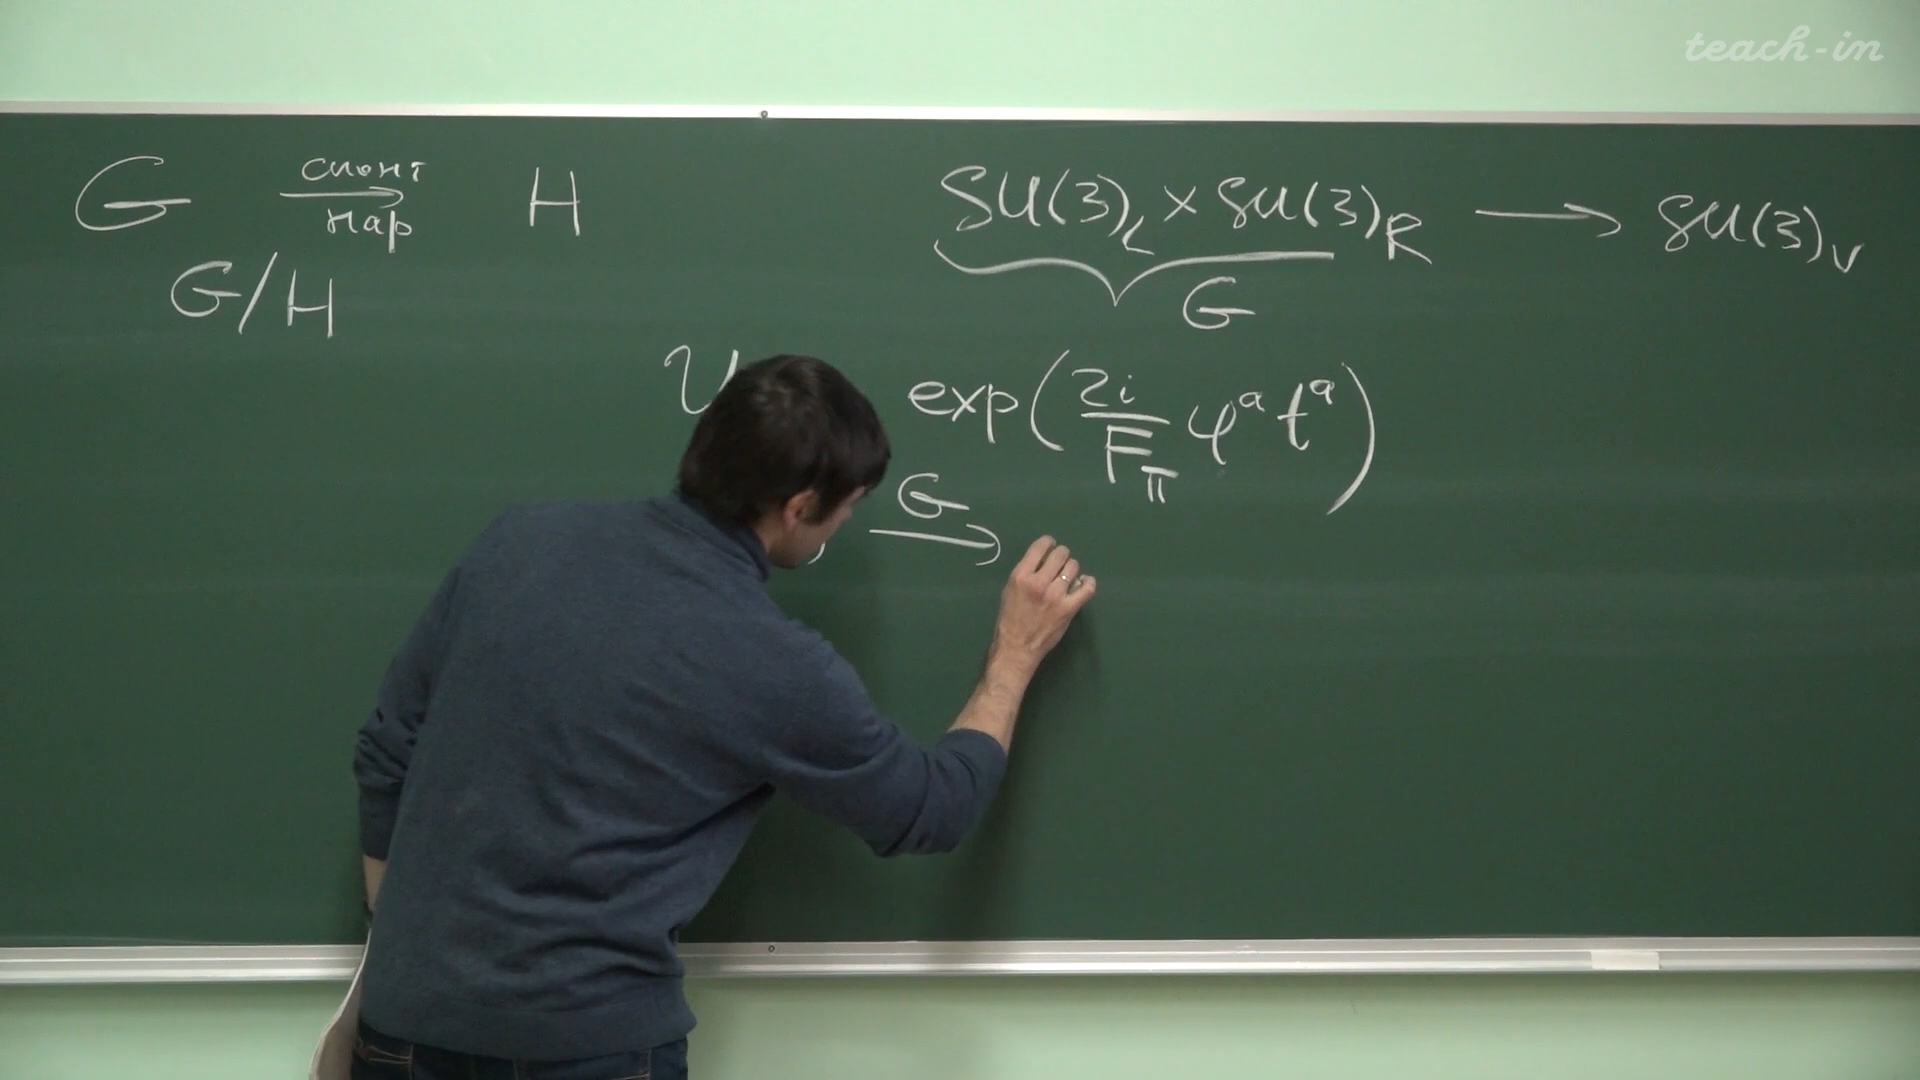 teach-in
G спонт → нар H
G/H
SU(3)_L × SU(3)_R → SU(3)_V
G
U exp(2i/F_π φ^a t^a)
) G →